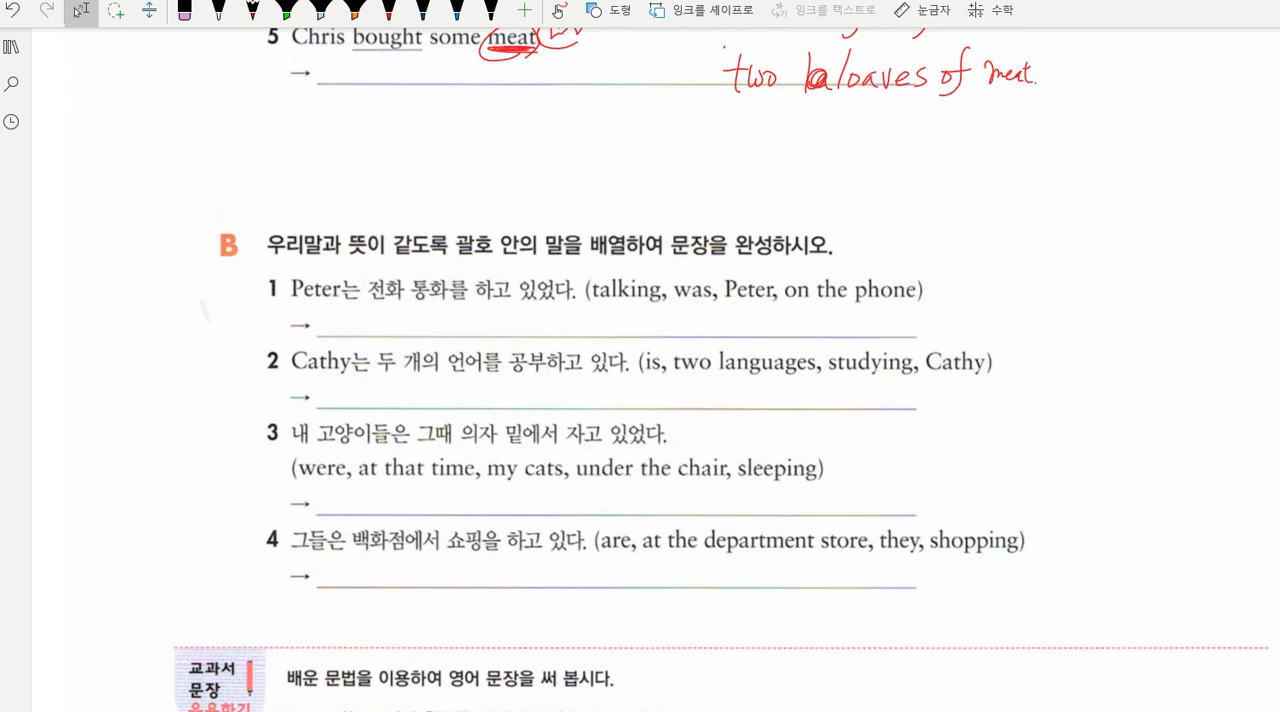 도형 잉크를 셰이프로 잉크를 텍스트로 눈금자 수학
5 Chris bought some meat
→ two loaves of meat.
B 우리말과 뜻이 같도록 괄호 안의 말을 배열하여 문장을 완성하시오.
1 Peter는 전화 통화를 하고 있었다. (talking, was, Peter, on the phone)
→
2 Cathy는 두 개의 언어를 공부하고 있다. (is, two languages, studying, Cathy)
→
3 내 고양이들은 그때 의자 밑에서 자고 있었다.
(were, at that time, my cats, under the chair, sleeping)
→
4 그들은 백화점에서 쇼핑을 하고 있다. (are, at the department store, they, shopping)
→
교과서
문장
배운 문법을 이용하여 영어 문장을 써 봅시다.
응용하기